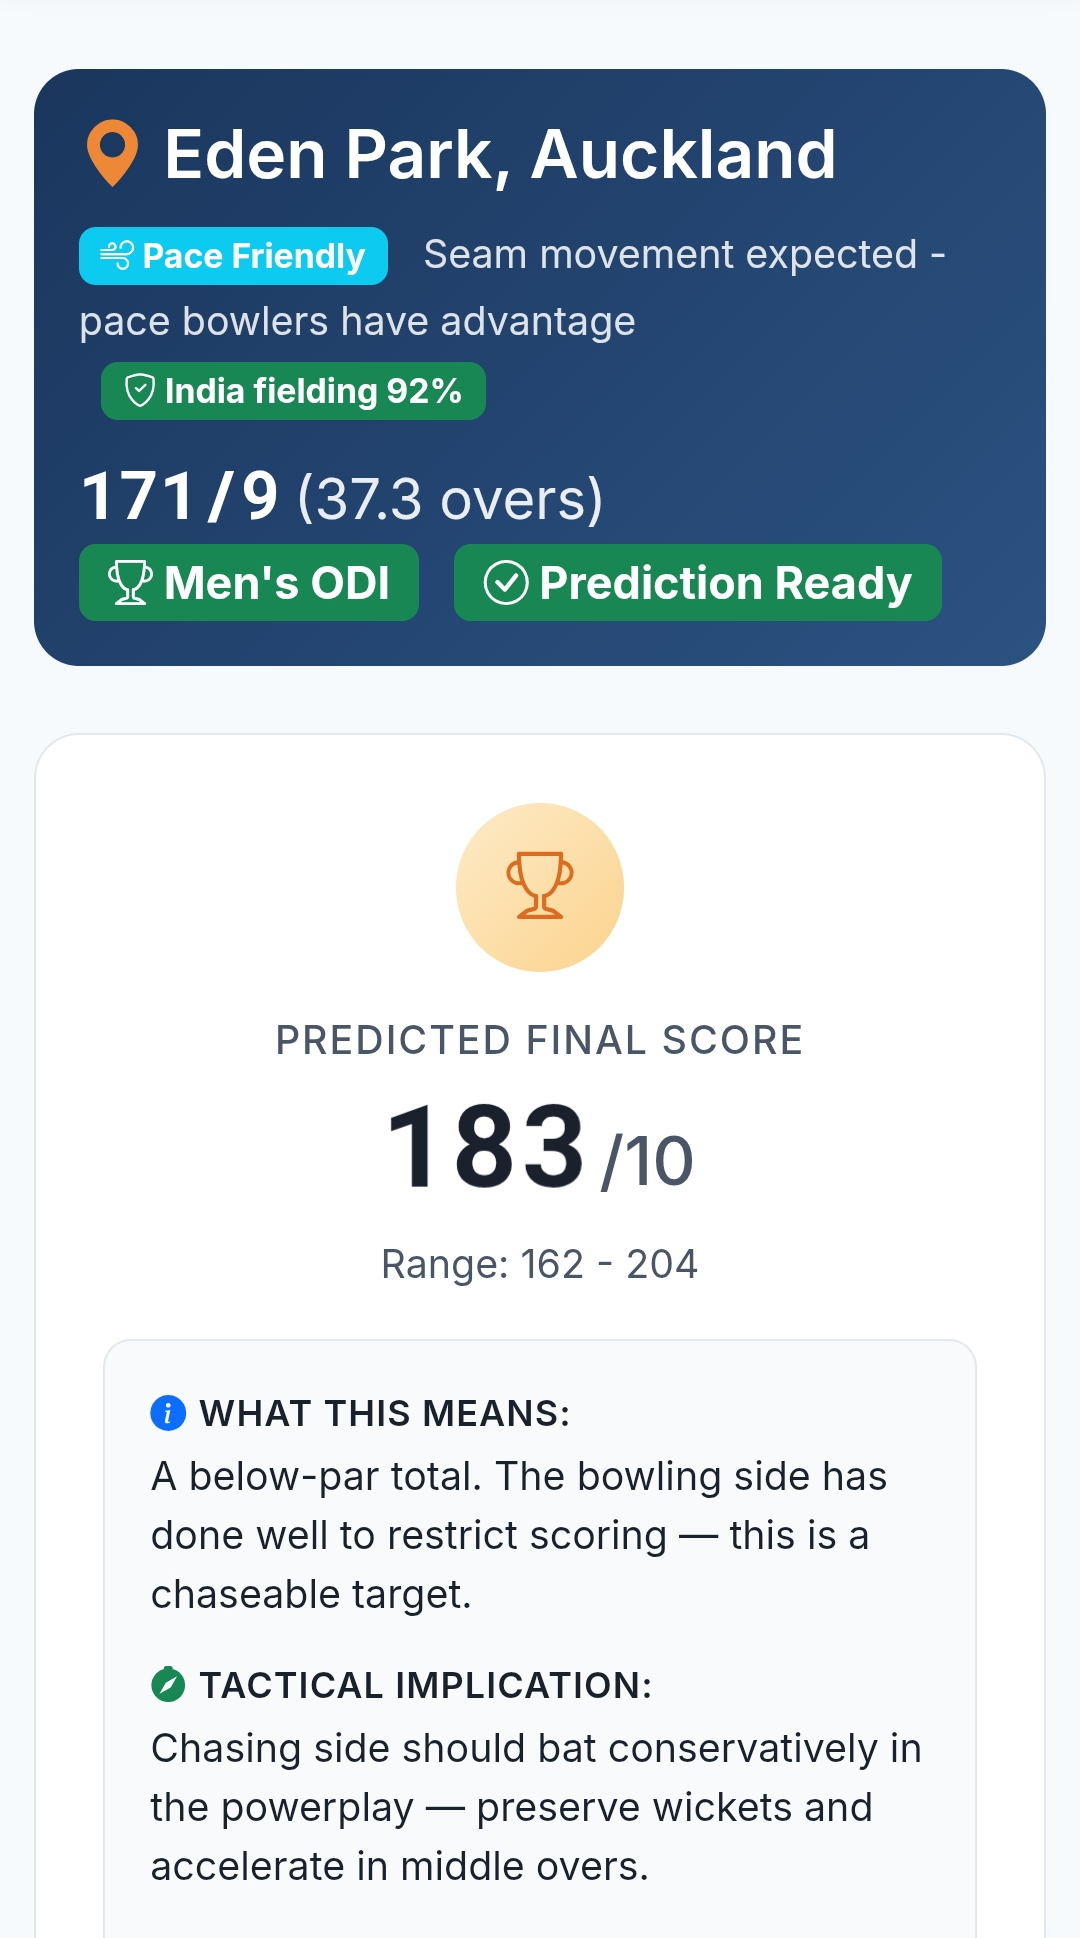 Eden Park, Auckland
Pace Friendly Seam movement expected -
pace bowlers have advantage
India fielding 92%
171/9 (37.3 overs)
Men's ODI Prediction Ready
PREDICTED FINAL SCORE
183 /10
Range: 162 - 204
WHAT THIS MEANS:
A below-par total. The bowling side has
done well to restrict scoring — this is a
chaseable target.
TACTICAL IMPLICATION:
Chasing side should bat conservatively in
the powerplay — preserve wickets and
accelerate in middle overs.